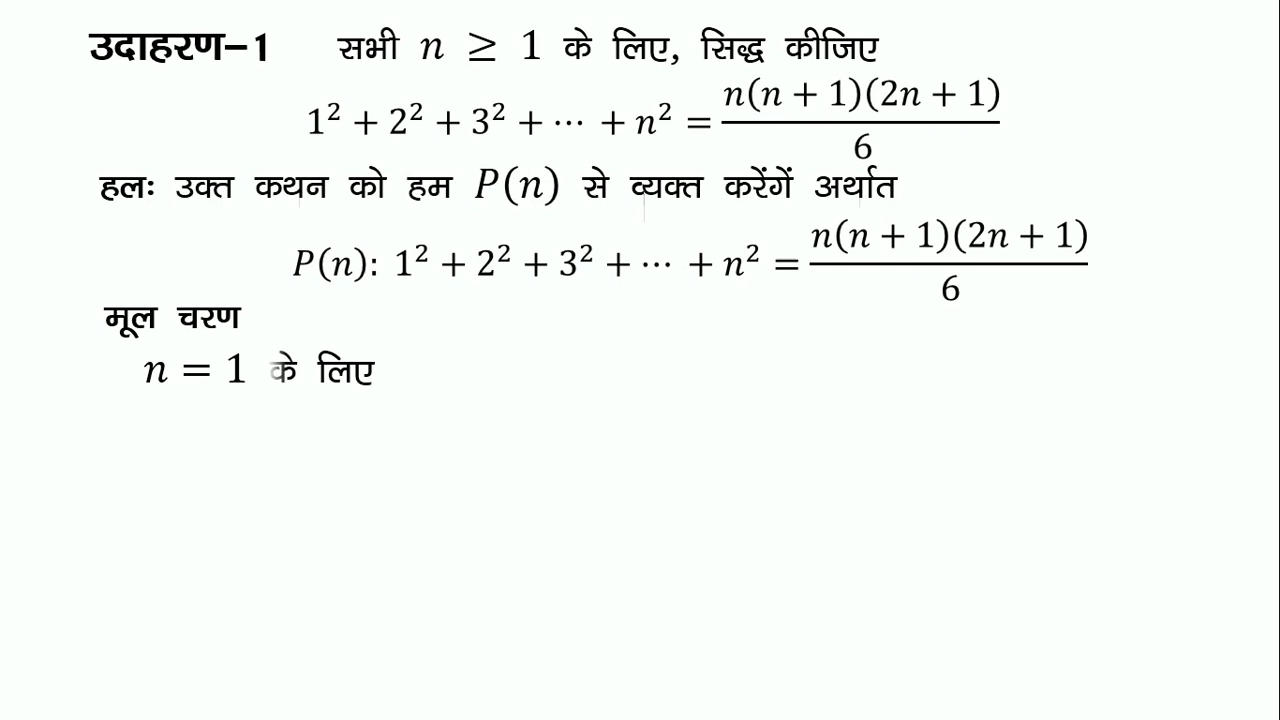 उदाहरण-1 सभी n ≥ 1 के लिए, सिद्ध कीजिए
1² + 2² + 3² + ⋯ + n² = n(n + 1)(2n + 1)/6
हलः उक्त कथन को हम P(n) से व्यक्त करेंगें अर्थात
P(n): 1² + 2² + 3² + ⋯ + n² = n(n + 1)(2n + 1)/6
मूल चरण
n = 1 के लिए